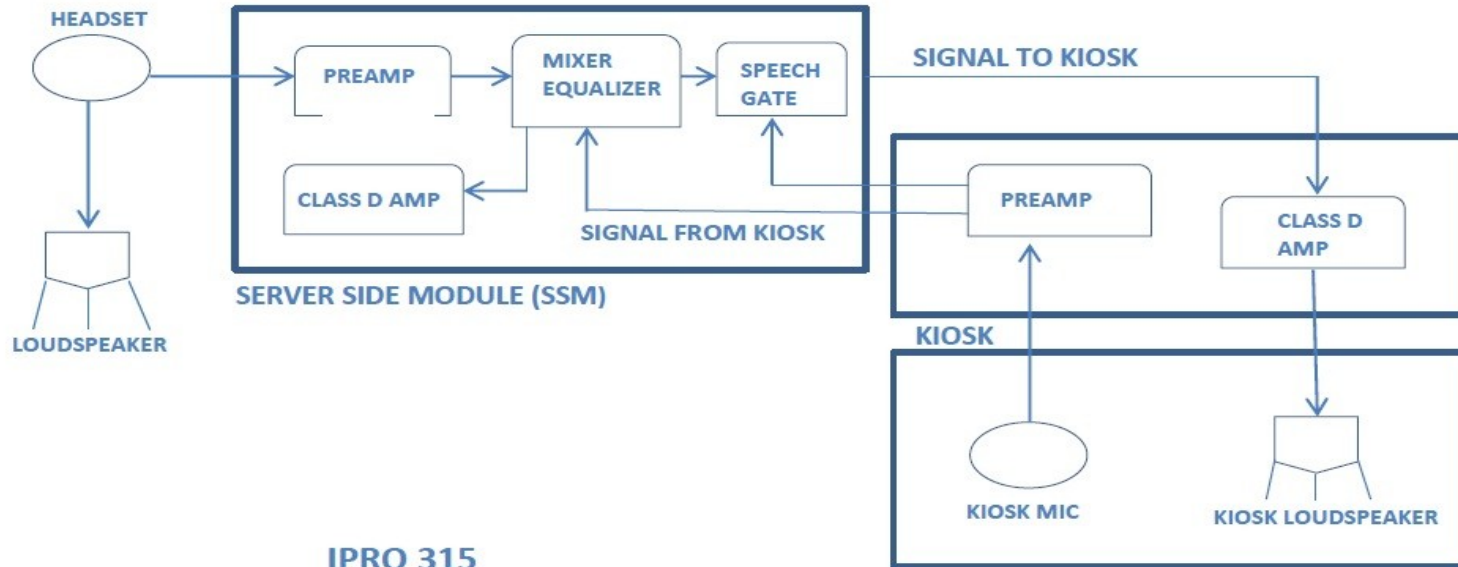 HEADSET
PREAMP
MIXER
EQUALIZER
SPEECH
GATE
SIGNAL TO KIOSK
CLASS D AMP
SIGNAL FROM KIOSK
PREAMP
CLASS D
AMP
SERVER SIDE MODULE (SSM)
LOUDSPEAKER
KIOSK
KIOSK MIC
KIOSK LOUDSPEAKER
IPRO 315